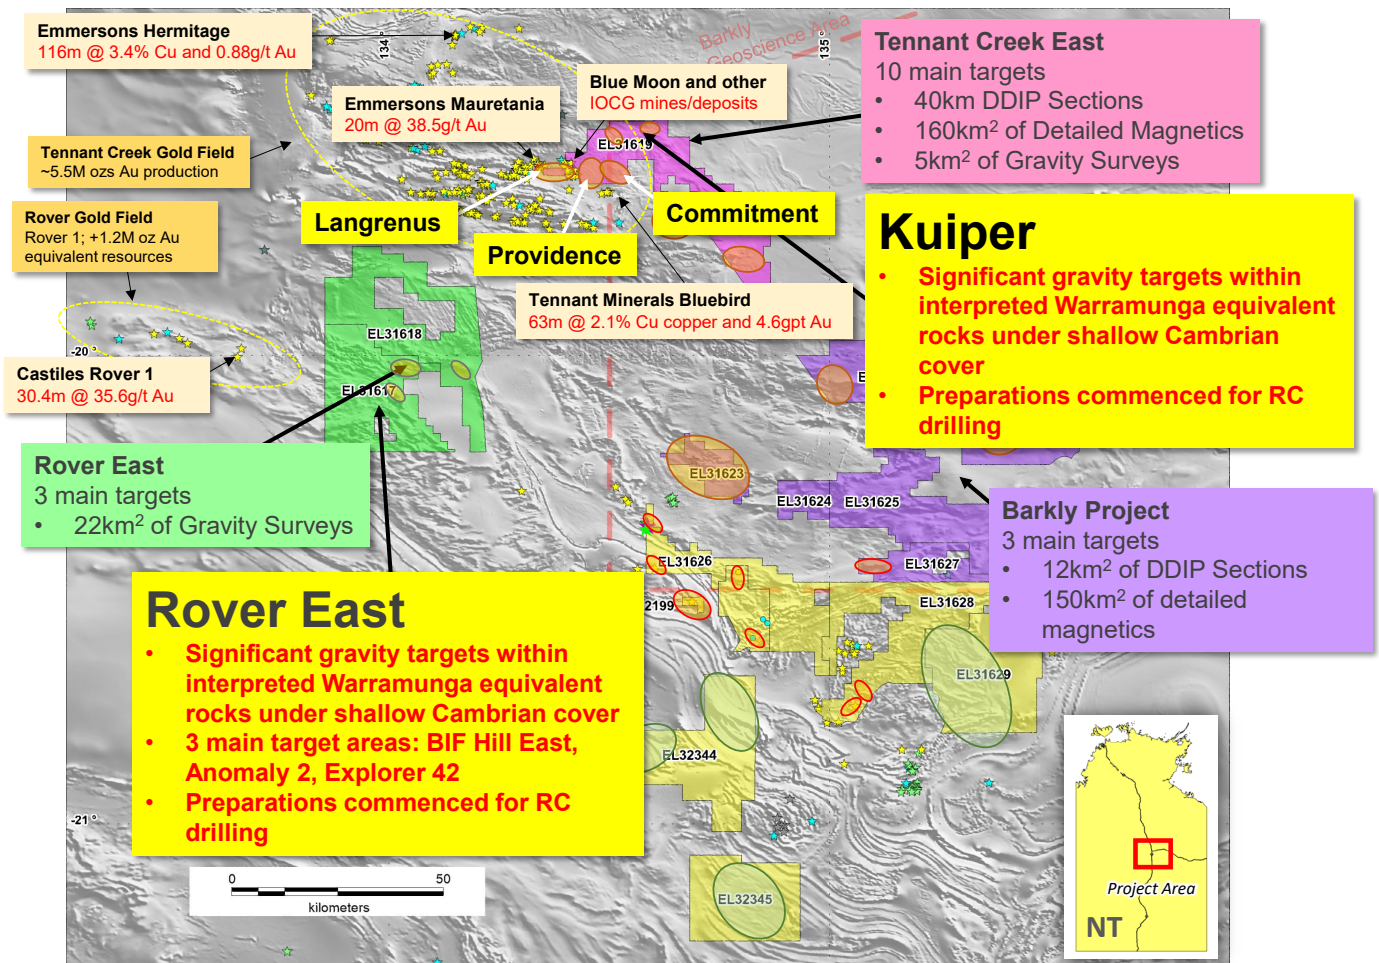 Emmersons Hermitage
116m @ 3.4% Cu and 0.88g/t Au
134 °
Barkly
Geoscience Area
135 °
Tennant Creek East
10 main targets
• 40km DDIP Sections
• 160km² of Detailed Magnetics
• 5km² of Gravity Surveys
Blue Moon and other
IOCG mines/deposits
Emmersons Mauretania
20m @ 38.5g/t Au
EL31619
Tennant Creek Gold Field
~5.5M ozs Au production
Rover Gold Field
Rover 1; +1.2M oz Au
equivalent resources
Langrenus
Providence
Commitment
Kuiper
• Significant gravity targets within
interpreted Warramunga equivalent
rocks under shallow Cambrian
cover
• Preparations commenced for RC
drilling
Tennant Minerals Bluebird
63m @ 2.1% Cu copper and 4.6gpt Au
EL31618
-20 °
Castiles Rover 1
30.4m @ 35.6g/t Au
EL31617
Rover East
3 main targets
• 22km² of Gravity Surveys
EL31623
EL31624
EL31625
Barkly Project
3 main targets
• 12km² of DDIP Sections
• 150km² of detailed
magnetics
EL31626
EL31627
2199
EL31628
Rover East
• Significant gravity targets within
interpreted Warramunga equivalent
rocks under shallow Cambrian cover
• 3 main target areas: BIF Hill East,
Anomaly 2, Explorer 42
• Preparations commenced for RC
drilling
EL31629
EL32344
-21 °
0 50
kilometers
EL32345
Project Area
NT